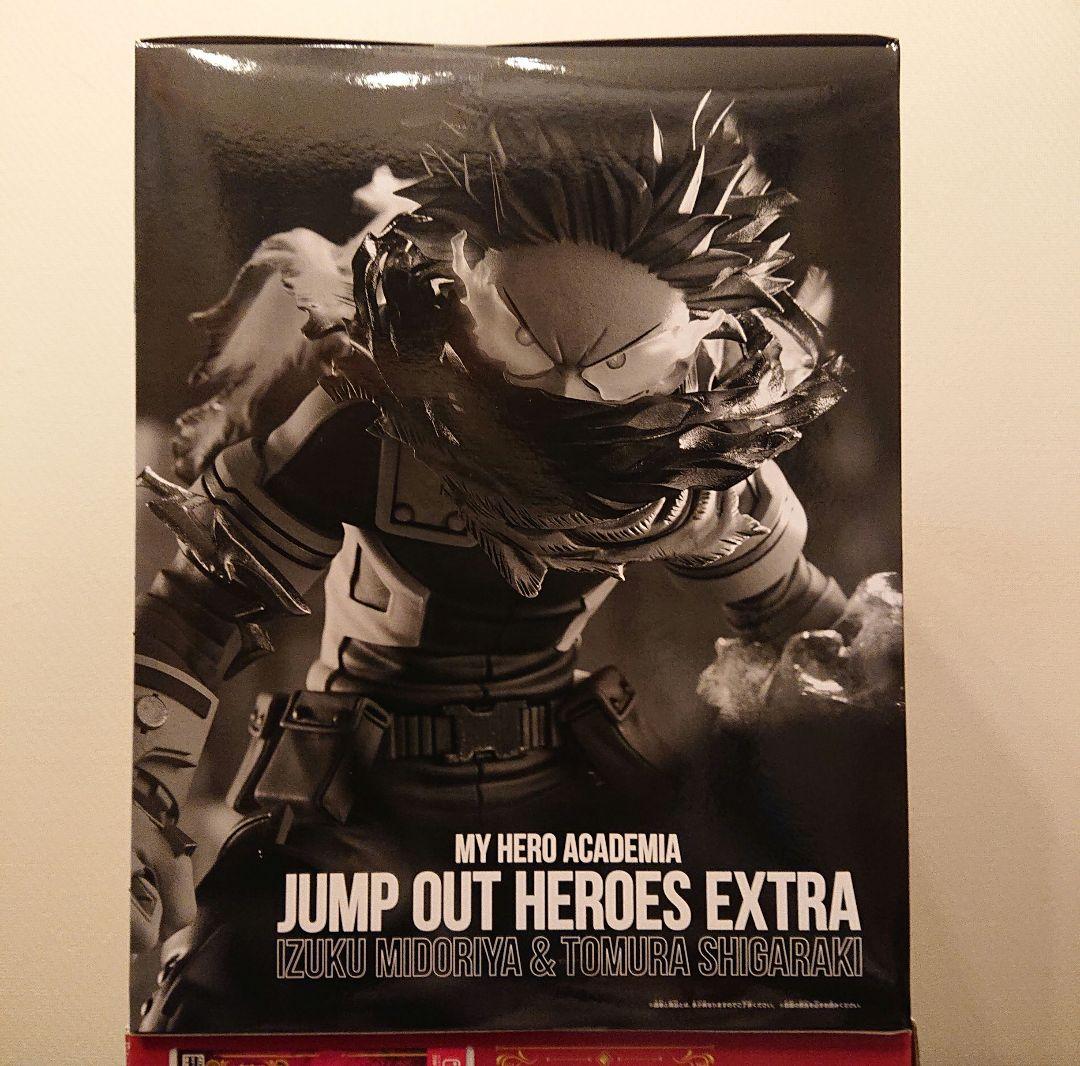 MY HERO ACADEMIA
JUMP OUT HEROES EXTRA
IZUKU MIDORIYA & TOMURA SHIGARAKI